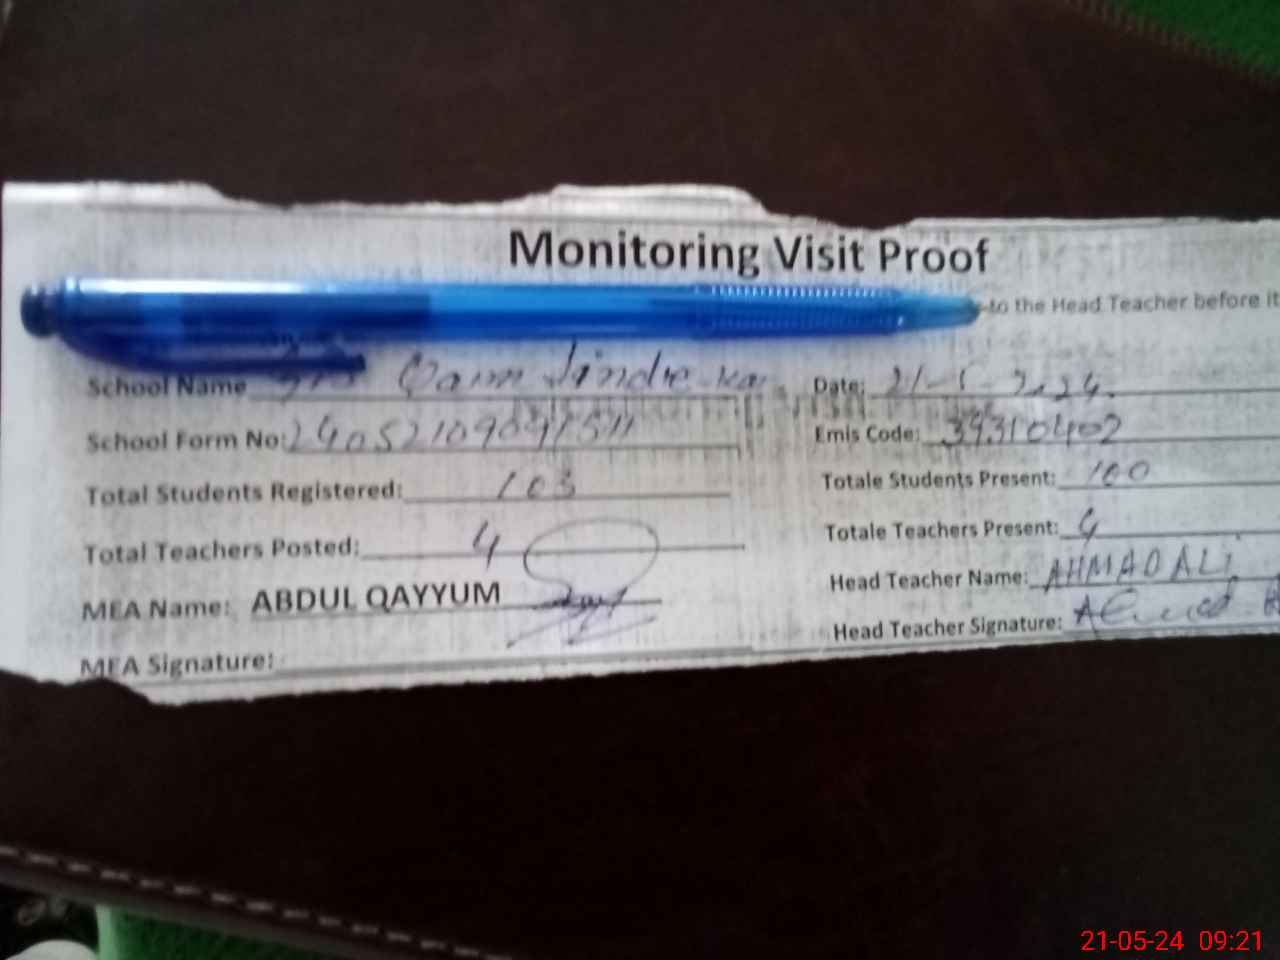 Monitoring Visit Proof
to the Head Teacher before it
School Name Qaim Date: 21-5-2024.
School Form No: Emis Code: 39310402
Total Students Registered: 103 Totale Students Present: 100
Total Teachers Posted: 4 Totale Teachers Present: 4
MEA Name: ABDUL QAYYUM Head Teacher Name: AHMAD ALI
MEA Signature: Head Teacher Signature:
21-05-24 09:21